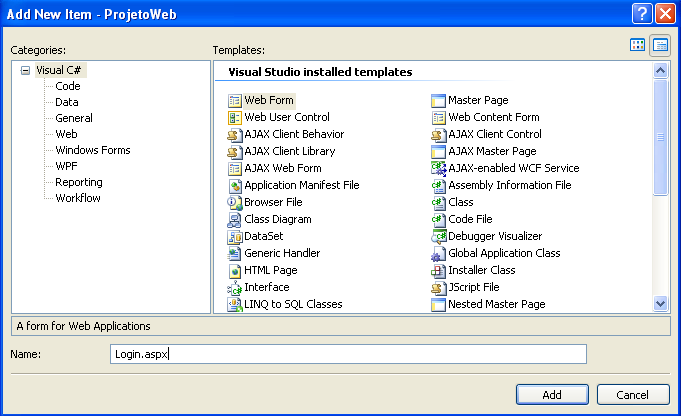 Add New Item - ProjetoWeb
Categories:
Templates:
Visual C#
Code
Data
General
Web
Windows Forms
WPF
Reporting
Workflow
Visual Studio installed templates
Web Form
Master Page
Web User Control
Web Content Form
AJAX Client Behavior
AJAX Client Control
AJAX Client Library
AJAX Master Page
AJAX Web Form
AJAX-enabled WCF Service
Application Manifest File
Assembly Information File
Browser File
Class
Class Diagram
Code File
DataSet
Debugger Visualizer
Generic Handler
Global Application Class
HTML Page
Installer Class
Interface
JScript File
LINQ to SQL Classes
Nested Master Page
A form for Web Applications
Name:
Login.aspx
Add
Cancel